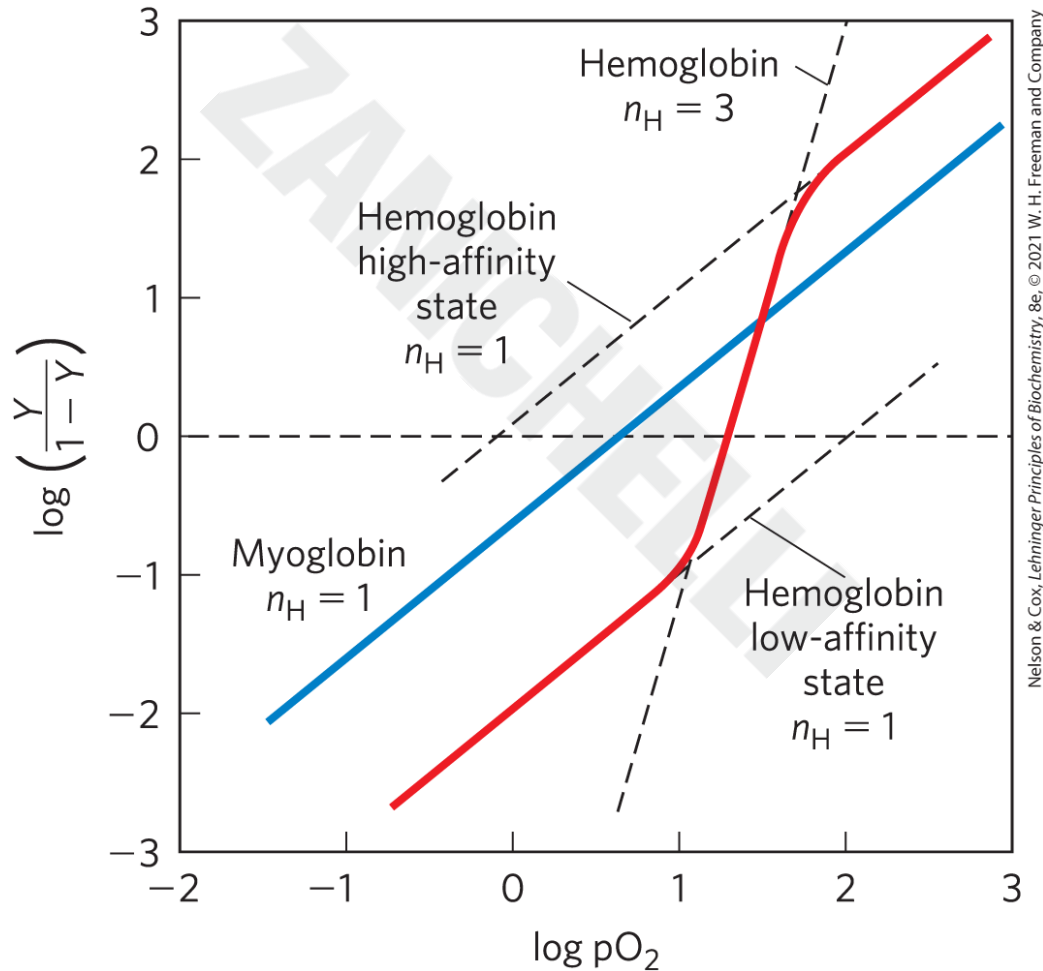 3
2
1
0
−1
−2
−3
log (Y / 1 − Y)
Hemoglobin
nH = 3
Hemoglobin
high-affinity
state
nH = 1
Myoglobin
nH = 1
Hemoglobin
low-affinity
state
nH = 1
ZANICHELLI
−2 −1 0 1 2 3
log pO2
Nelson & Cox, Lehninger Principles of Biochemistry, 8e, © 2021 W. H. Freeman and Company